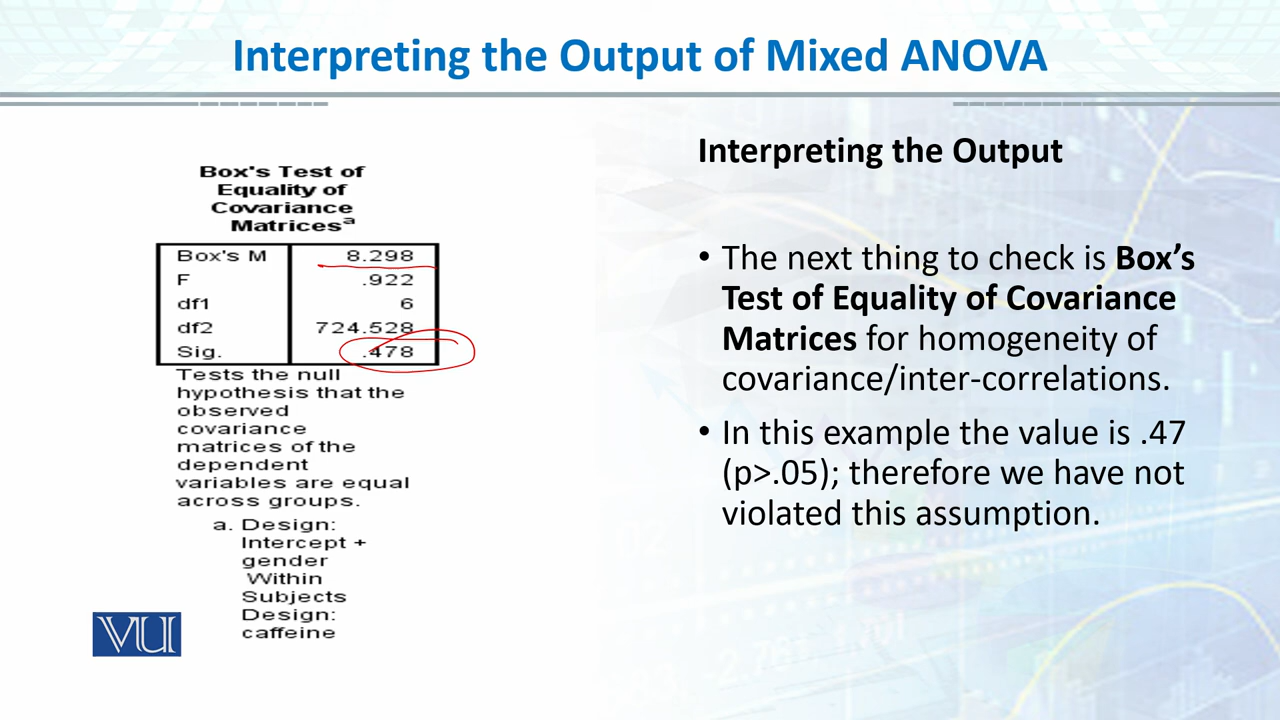 Interpreting the Output of Mixed ANOVA
Box's Test of
Equality of
Covariance
Matricesᵃ
Box's M 8.298
F .922
df1 6
df2 724.528
Sig. .478
Tests the null
hypothesis that the
observed
covariance
matrices of the
dependent
variables are equal
across groups.
a. Design:
Intercept +
gender
Within
Subjects
Design:
caffeine
VU
Interpreting the Output
• The next thing to check is Box’s
Test of Equality of Covariance
Matrices for homogeneity of
covariance/inter-correlations.
• In this example the value is .47
(p>.05); therefore we have not
violated this assumption.